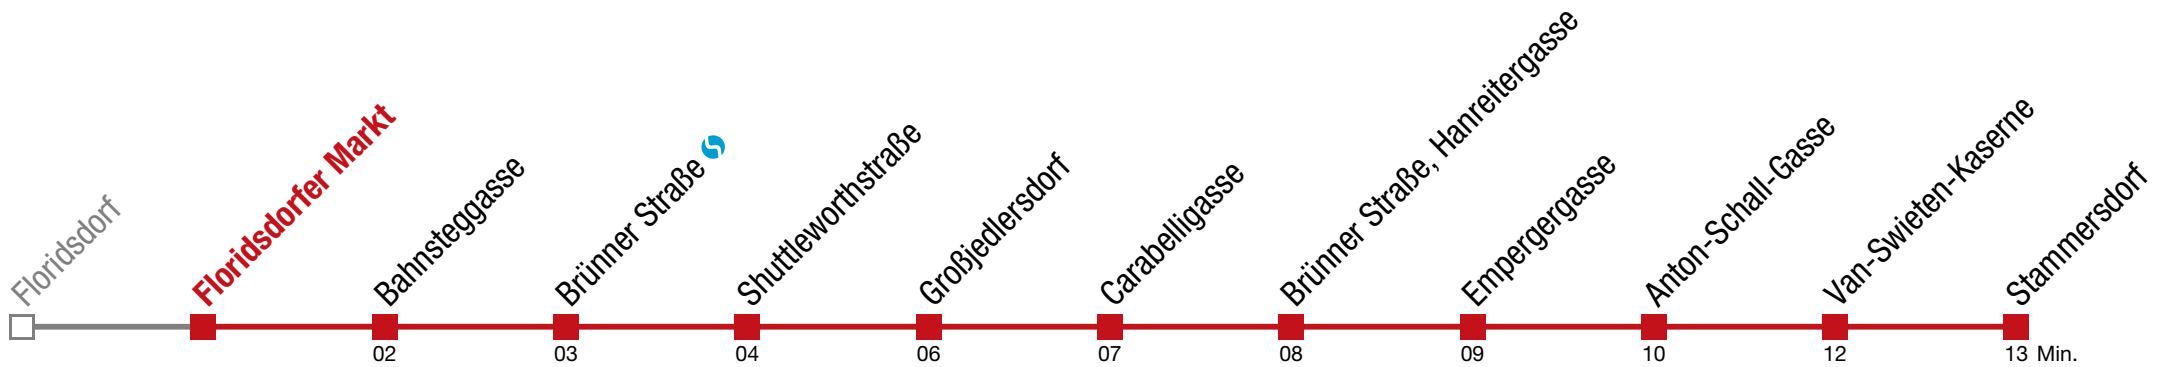 Floridsdorf
Floridsdorfer Markt
Bahnsteggasse
Brünner Straße
Shuttleworthstraße
Großjedlersdorf
Carabelligasse
Brünner Straße, Hanreitergasse
Empergergasse
Anton-Schall-Gasse
Van-Swieten-Kaserne
Stammersdorf
02 03 04 06 07 08 09 10 12 13 Min.